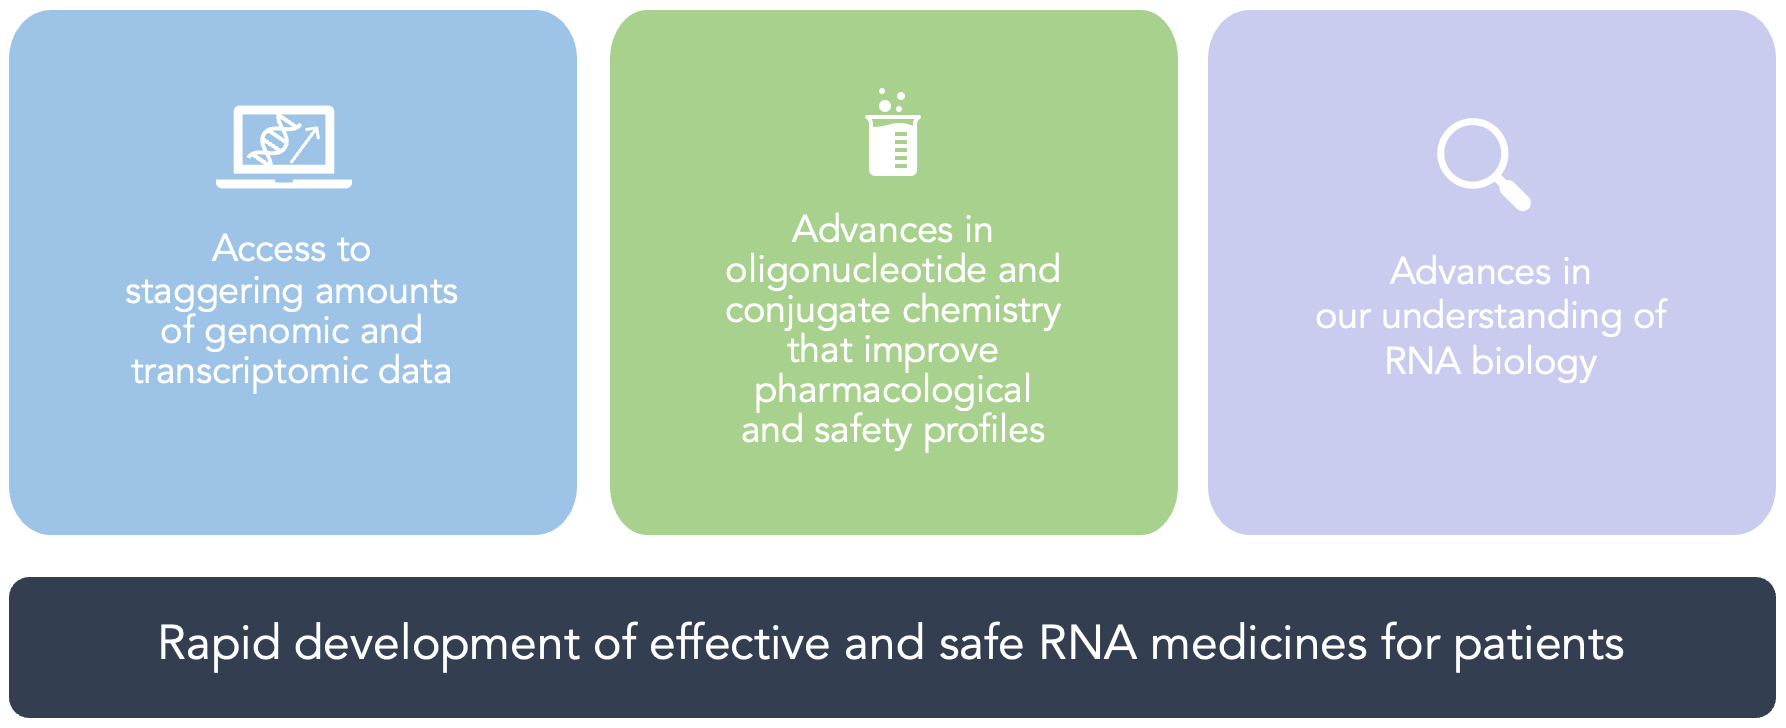 Access to
staggering amounts
of genomic and
transcriptomic data
Advances in
oligonucleotide and
conjugate chemistry
that improve
pharmacological
and safety profiles
Advances in
our understanding of
RNA biology
Rapid development of effective and safe RNA medicines for patients